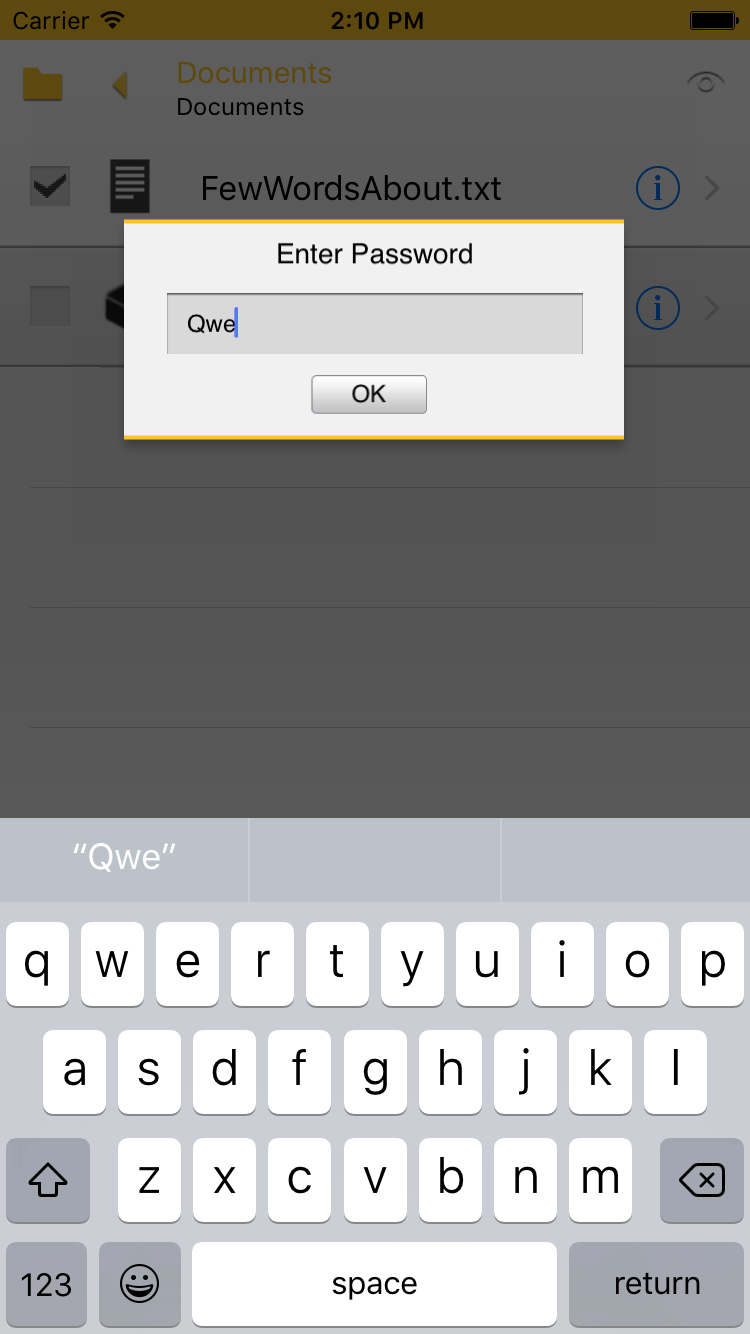 Carrier 2:10 PM
Documents
Documents
FewWordsAbout.txt
Enter Password
Qwe
OK
“Qwe”
q w e r t y u i o p
a s d f g h j k l
z x c v b n m
123 space return